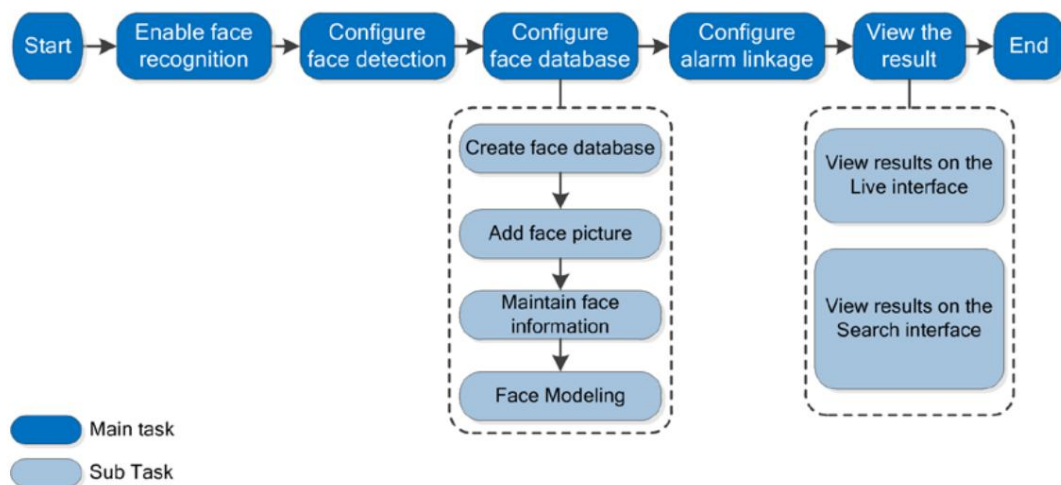 Start
Enable face
recognition
Configure
face detection
Configure
face database
Configure
alarm linkage
View the
result
End
Create face database
Add face picture
Maintain face
information
Face Modeling
View results on the
Live interface
View results on the
Search interface
Main task
Sub Task